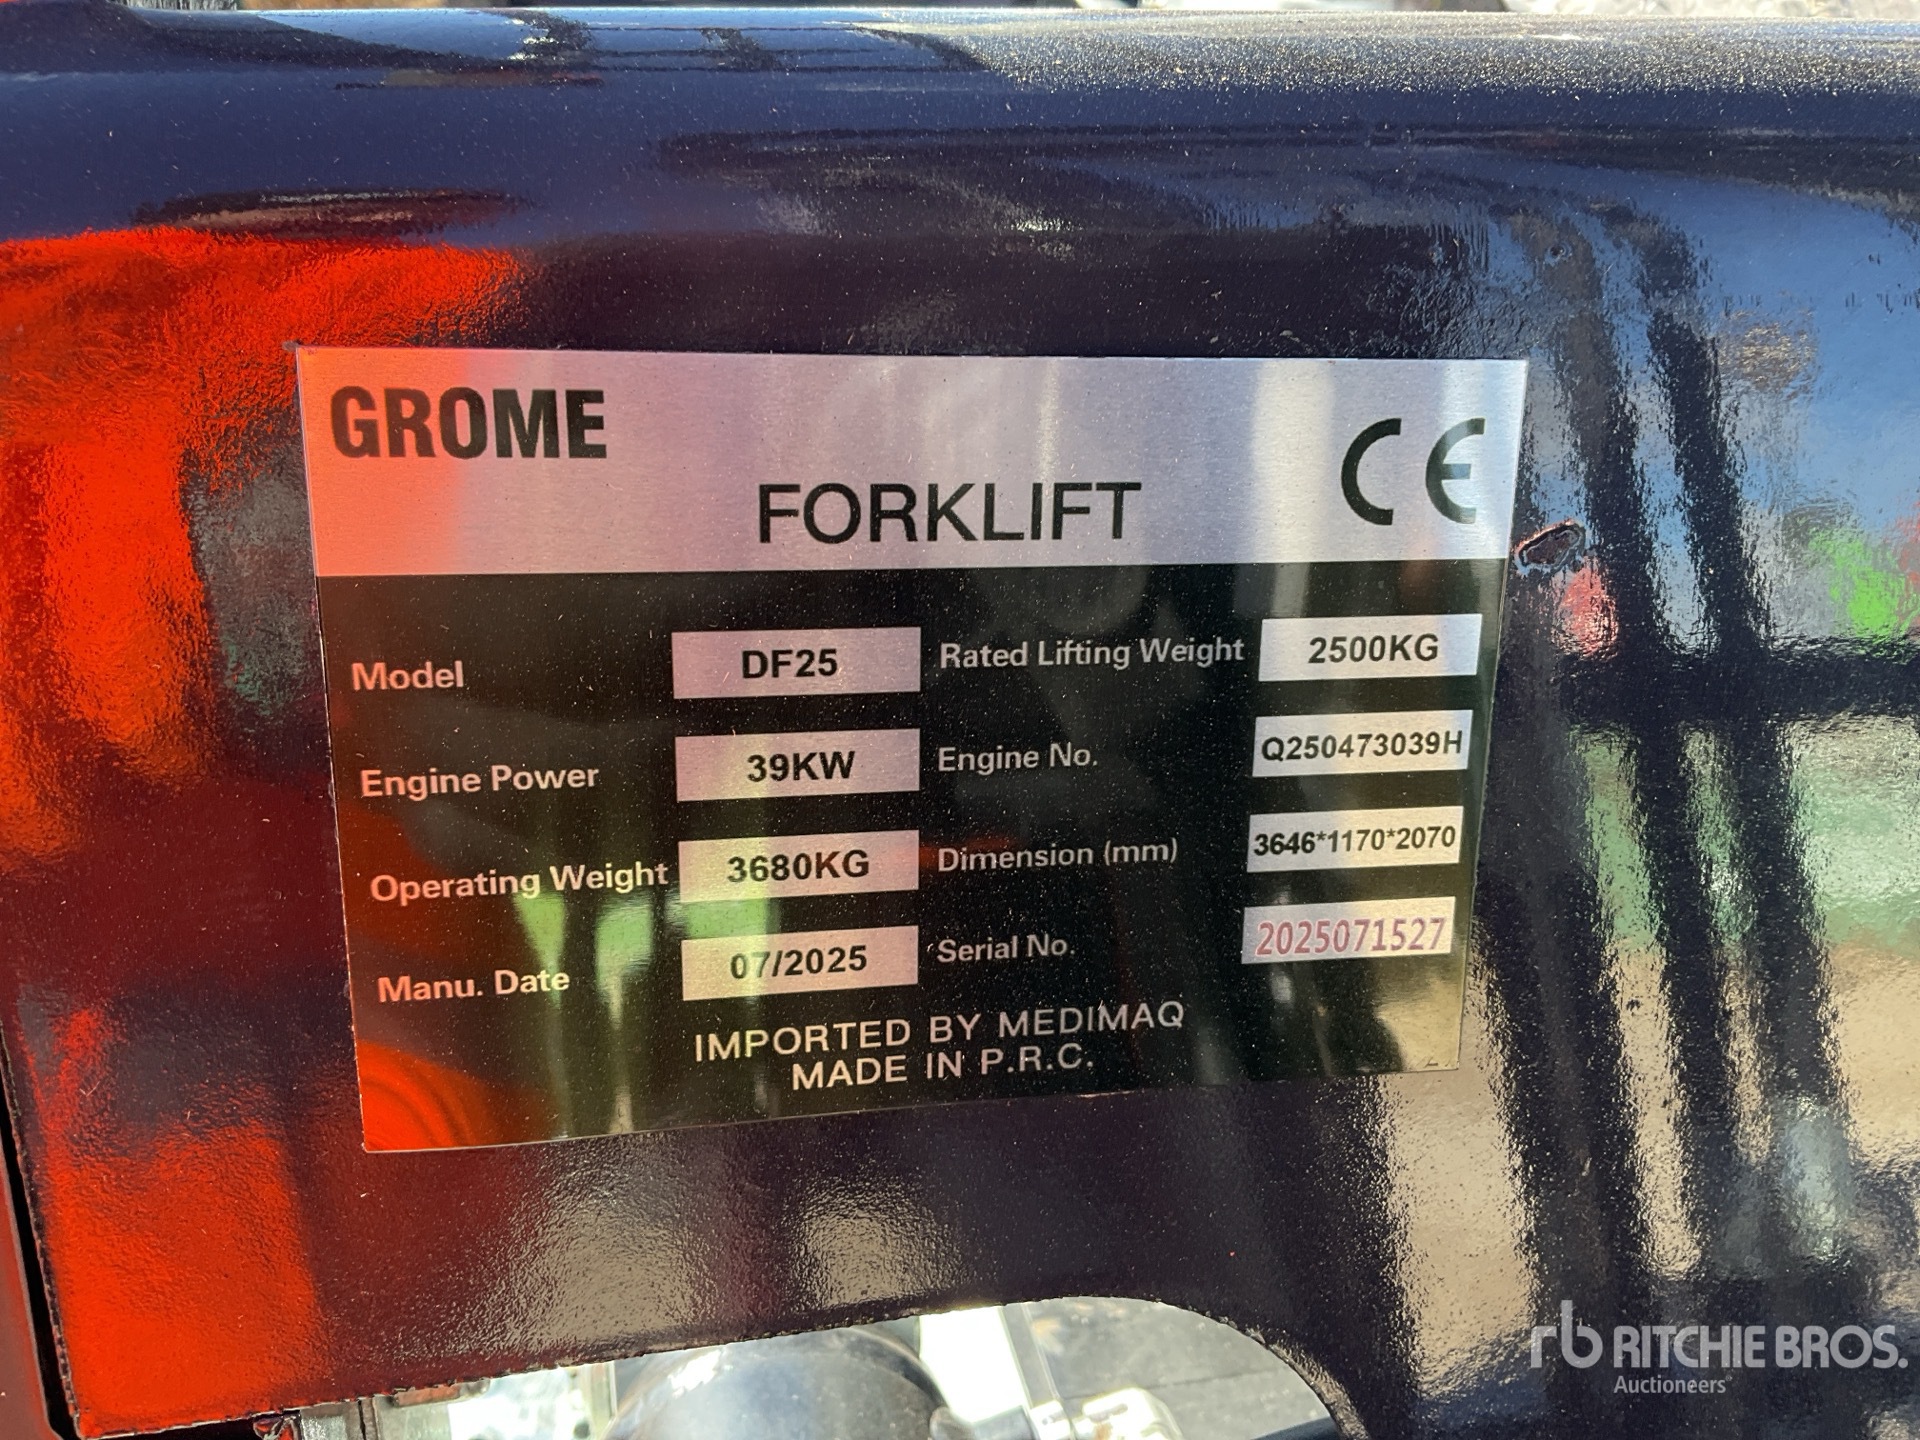 GROME
FORKLIFT
CE
Model DF25 Rated Lifting Weight 2500KG
Engine Power 39KW Engine No. Q250473039H
Operating Weight 3680KG Dimension (mm) 3646*1170*2070
Manu. Date 07/2025 Serial No. 2025071527
IMPORTED BY MEDIMAQ
MADE IN P.R.C.
rb RITCHIE BROS.
Auctioneers